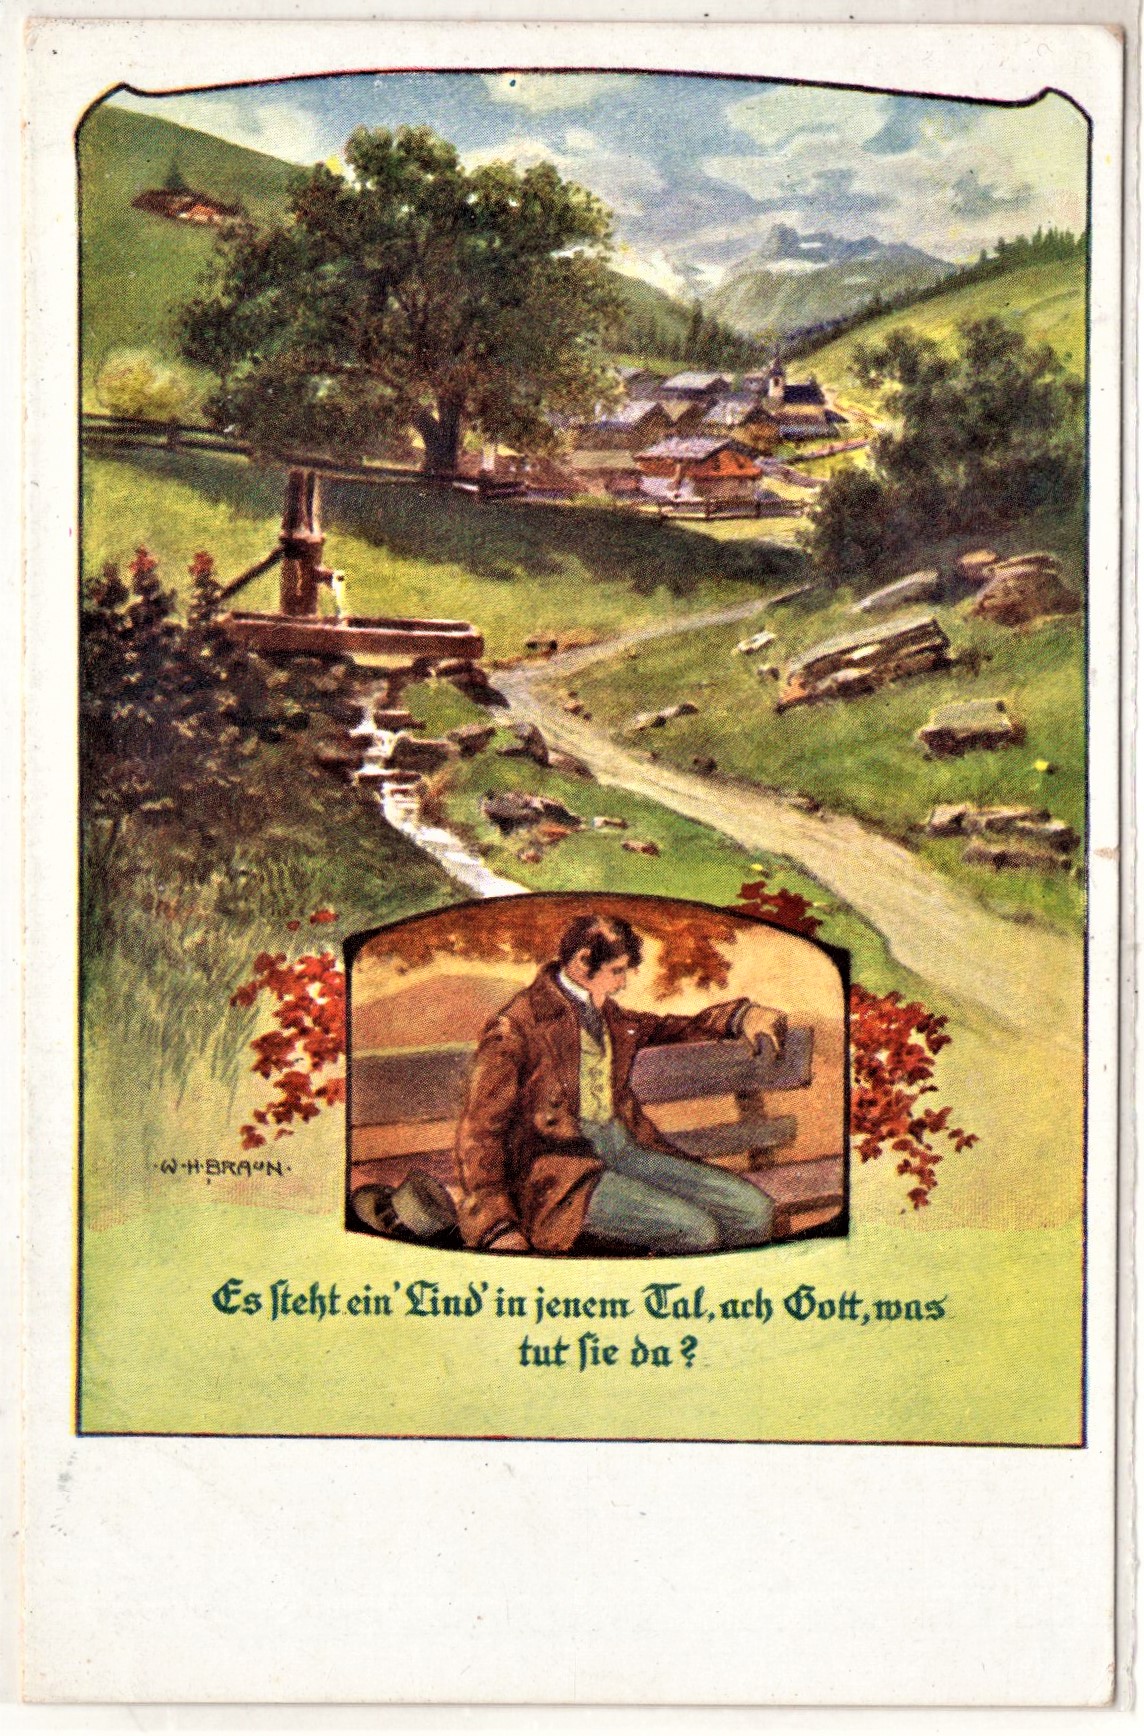 ·W·H·BRAUN·
Es steht ein' Lind' in jenem Tal, ach Gott, was
tut sie da?